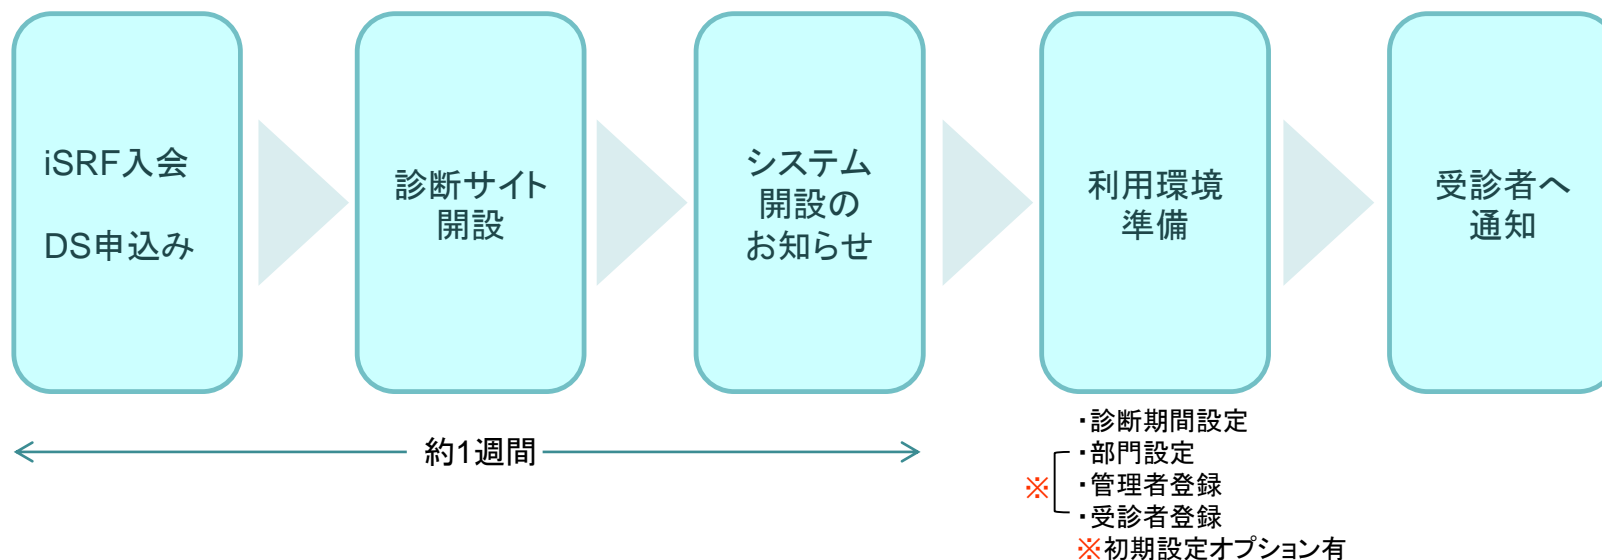 iSRF入会
DS申込み
診断サイト
開設
システム
開設の
お知らせ
利用環境
準備
受診者へ
通知
約1週間
・診断期間設定
・部門設定
※
・管理者登録
・受診者登録
※初期設定オプション有